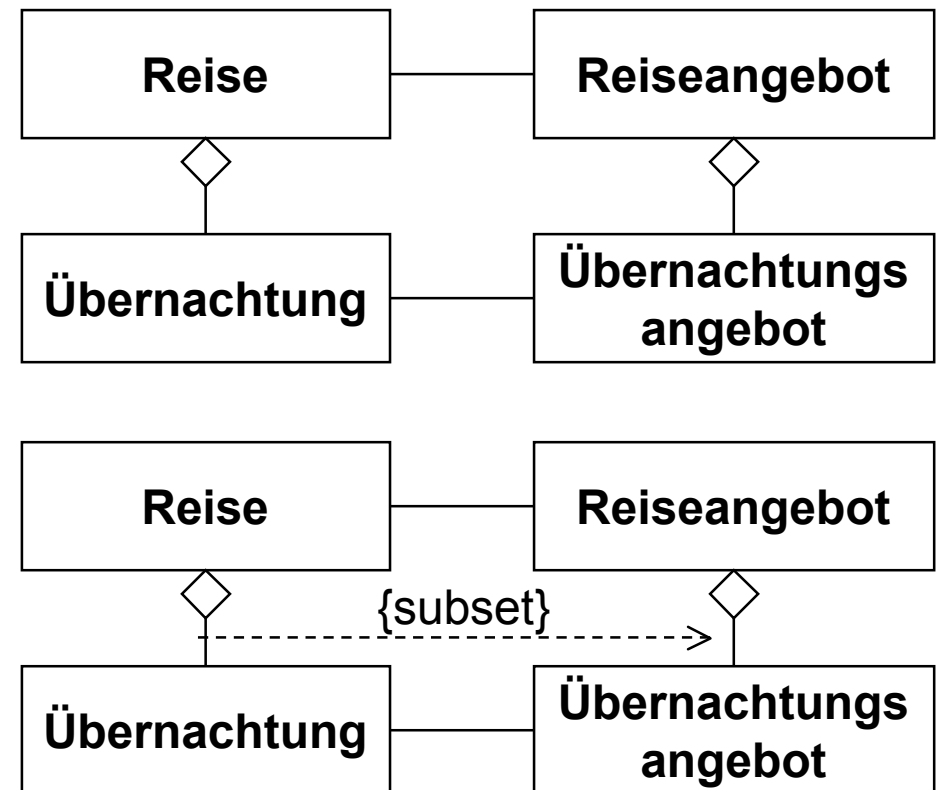 Reise
Reiseangebot
Übernachtung
Übernachtungs
angebot
Reise
Reiseangebot
{subset}
Übernachtung
Übernachtungs
angebot